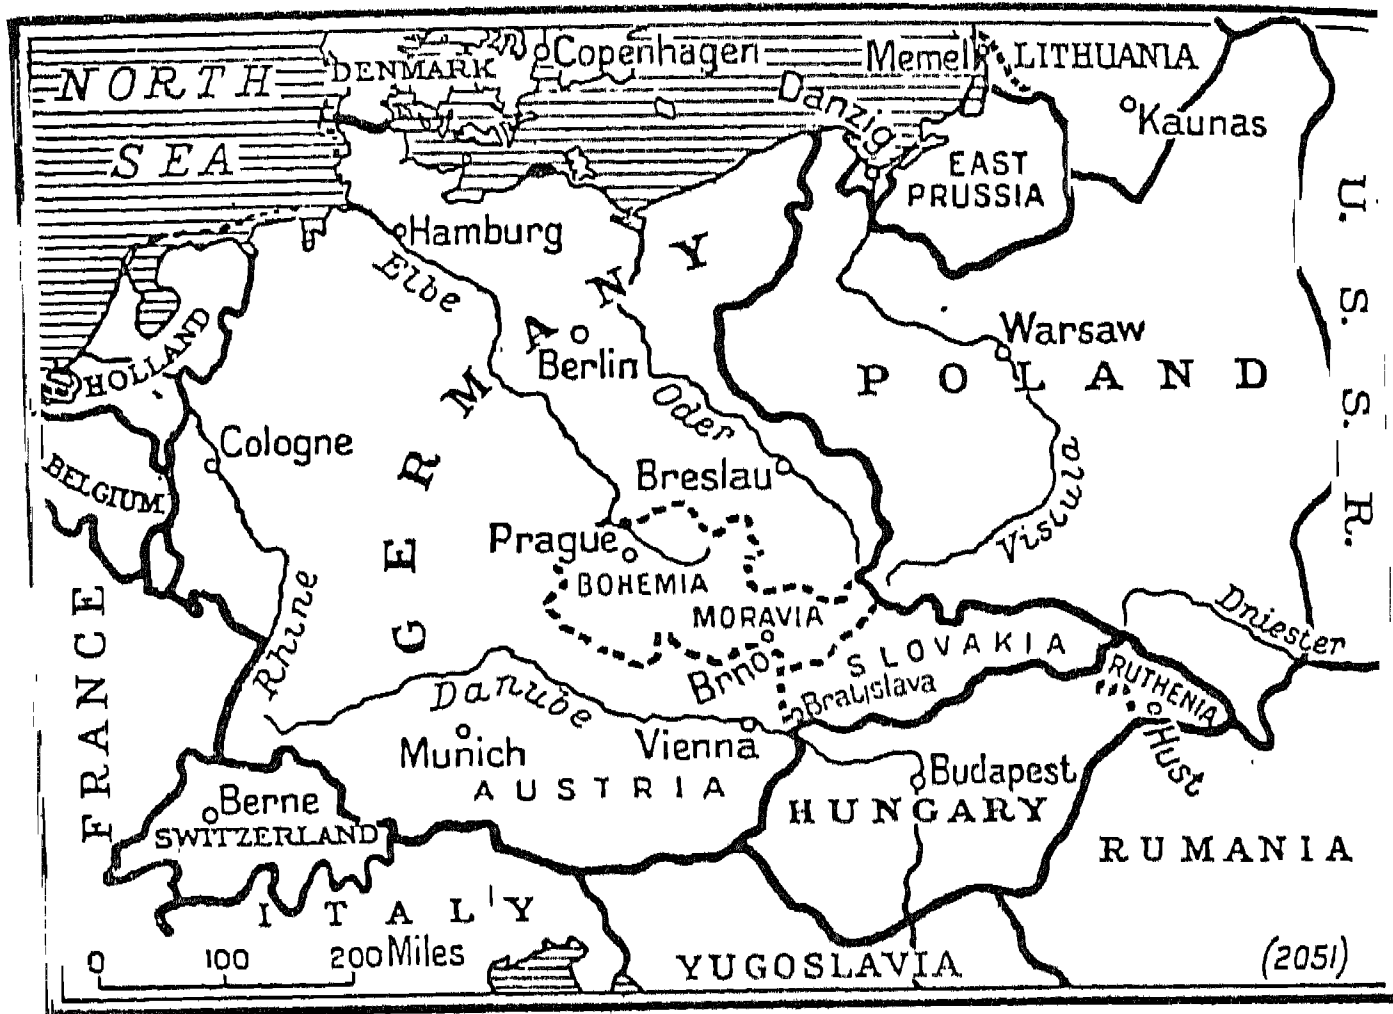 NORTH
SEA
DENMARK
Copenhagen
Memel
LITHUANIA
Danzig
Kaunas
EAST
PRUSSIA
U. S. S. R.
Hamburg
Elbe
HOLLAND
GERMANY
Berlin
Warsaw
POLAND
Oder
Cologne
BELGIUM
Breslau
Vistula
Prague
BOHEMIA
MORAVIA
Brno
SLOVAKIA
Bratislava
RUTHENIA
Dniester
Hust
FRANCE
Rhine
Danube
Munich
Vienna
AUSTRIA
Budapest
HUNGARY
Berne
SWITZERLAND
RUMANIA
ITALY
YUGOSLAVIA
0 100 200 Miles
(2051)